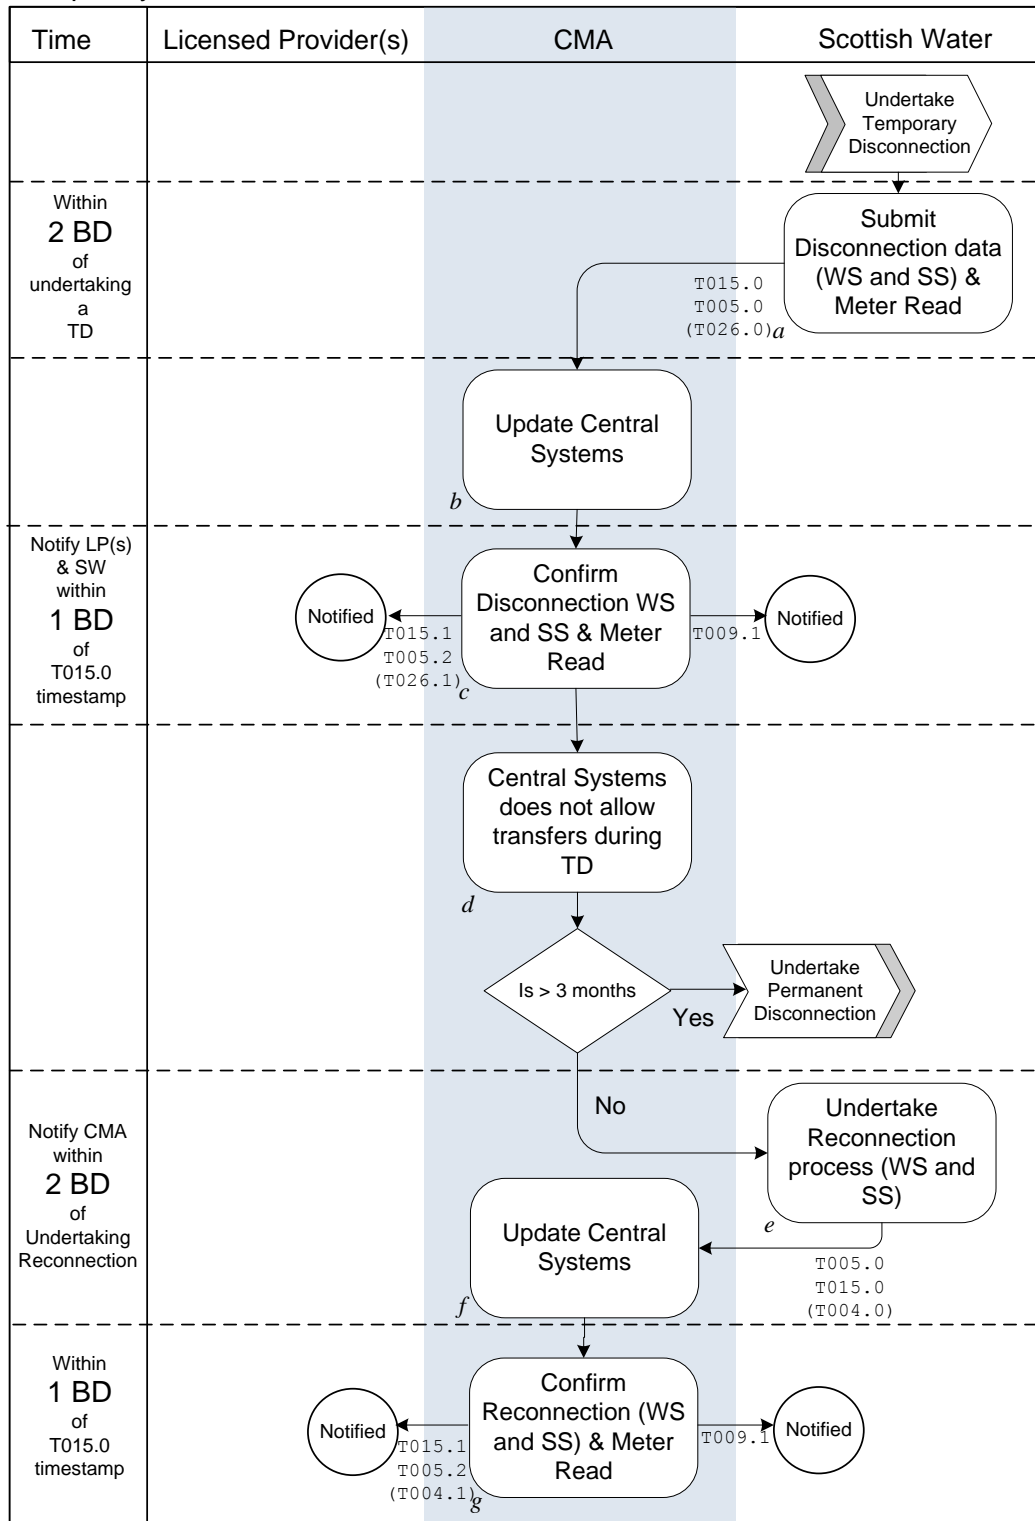 Time
Licensed Provider(s)
CMA
Scottish Water
Undertake
Temporary
Disconnection
Within
2 BD
of
undertaking
a
TD
Submit
Disconnection data
(WS and SS) &
Meter Read
T015.0
T005.0
(T026.0)a
Update Central
Systems
b
Notify LP(s)
& SW
within
1 BD
of
T015.0
timestamp
Notified
T015.1
T005.2
(T026.1)
Confirm
Disconnection WS
and SS & Meter
Read
c
T009.1
Notified
Central Systems
does not allow
transfers during
TD
d
Is > 3 months
Yes
Undertake
Permanent
Disconnection
No
Notify CMA
within
2 BD
of
Undertaking
Reconnection
Undertake
Reconnection
process (WS and
SS)
e
T005.0
T015.0
(T004.0)
Update Central
Systems
f
Within
1 BD
of
T015.0
timestamp
Notified
T015.1
T005.2
(T004.1)
Confirm
Reconnection (WS
and SS) & Meter
Read
g
T009.1
Notified